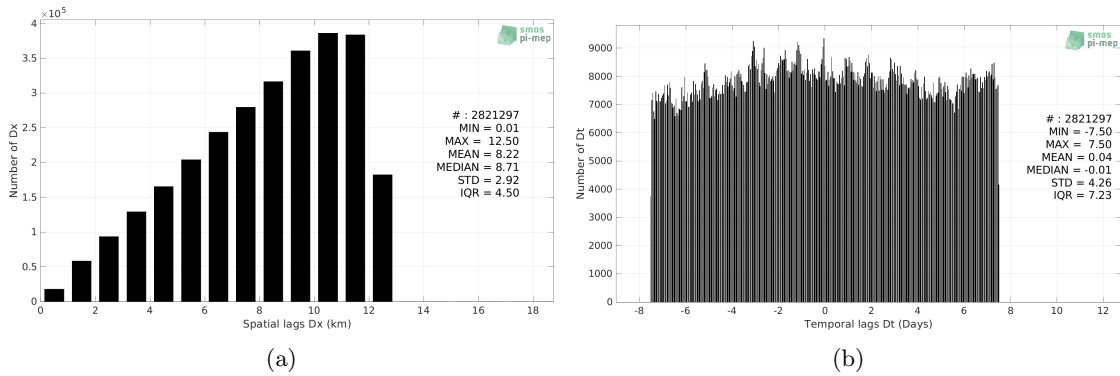 ×10⁵
4
3.5
3
2.5
2
1.5
1
0.5
0
Number of Dx
smos
pi-mep
# : 2821297
MIN = 0.01
MAX = 12.50
MEAN = 8.22
MEDIAN = 8.71
STD = 2.92
IQR = 4.50
0 2 4 6 8 10 12 14 16 18
Spatial lags Dx (km)
(a)
9000
8000
7000
6000
5000
4000
3000
2000
1000
0
Number of Dt
smos
pi-mep
# : 2821297
MIN = -7.50
MAX = 7.50
MEAN = 0.04
MEDIAN = -0.01
STD = 4.26
IQR = 7.23
-8 -6 -4 -2 0 2 4 6 8 10 12
Temporal lags Dt (Days)
(b)